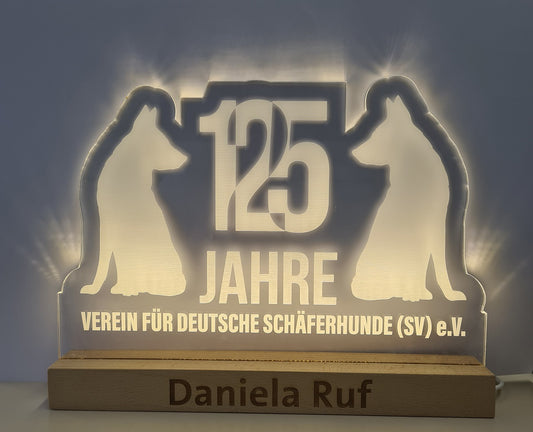 125
JAHRE
VEREIN FÜR DEUTSCHE SCHÄFERHUNDE (SV) e.V.
Daniela Ruf